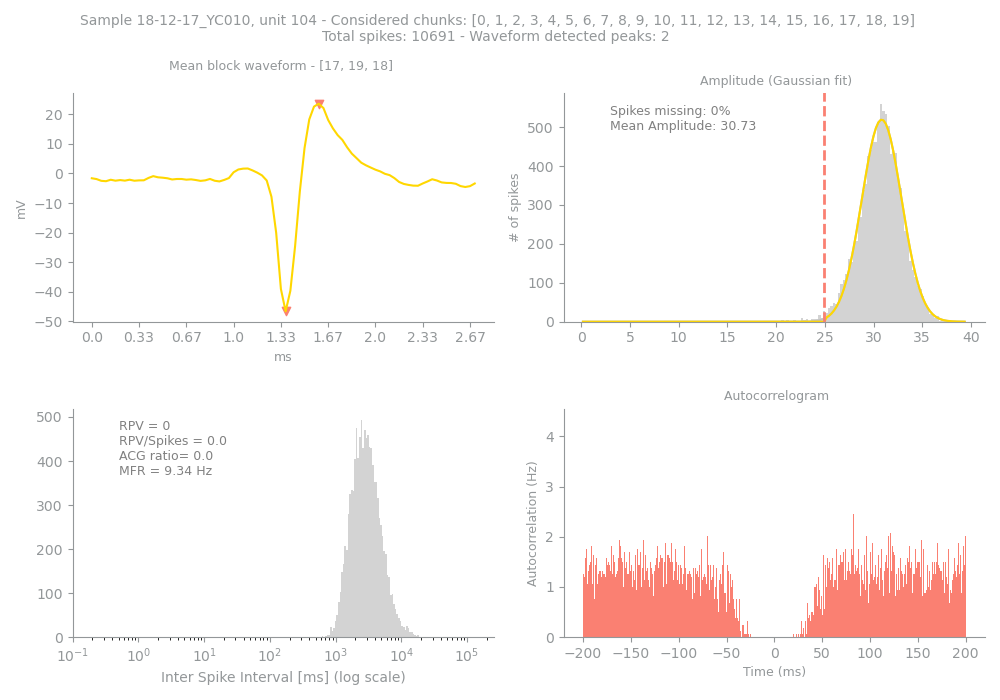 Sample 18-12-17_YC010, unit 104 - Considered chunks: [0, 1, 2, 3, 4, 5, 6, 7, 8, 9, 10, 11, 12, 13, 14, 15, 16, 17, 18, 19]
Total spikes: 10691 - Waveform detected peaks: 2
Mean block waveform - [17, 19, 18]
20
10
0
−10
−20
−30
−40
−50
mV
0.0 0.33 0.67 1.0 1.33 1.67 2.0 2.33 2.67
ms
Amplitude (Gaussian fit)
Spikes missing: 0%
Mean Amplitude: 30.73
500
400
300
200
100
0
# of spikes
0 5 10 15 20 25 30 35 40
RPV = 0
RPV/Spikes = 0.0
ACG ratio= 0.0
MFR = 9.34 Hz
500
400
300
200
100
0
10⁻¹ 10⁰ 10¹ 10² 10³ 10⁴ 10⁵
Inter Spike Interval [ms] (log scale)
Autocorrelogram
4
3
2
1
0
Autocorrelation (Hz)
−200 −150 −100 −50 0 50 100 150 200
Time (ms)